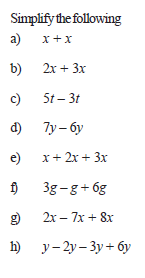 Simplify the following
a) x + x
b) 2x + 3x
c) 5t – 3t
d) 7y – 6y
e) x + 2x + 3x
f) 3g – g + 6g
g) 2x – 7x + 8x
h) y – 2y – 3y + 6y